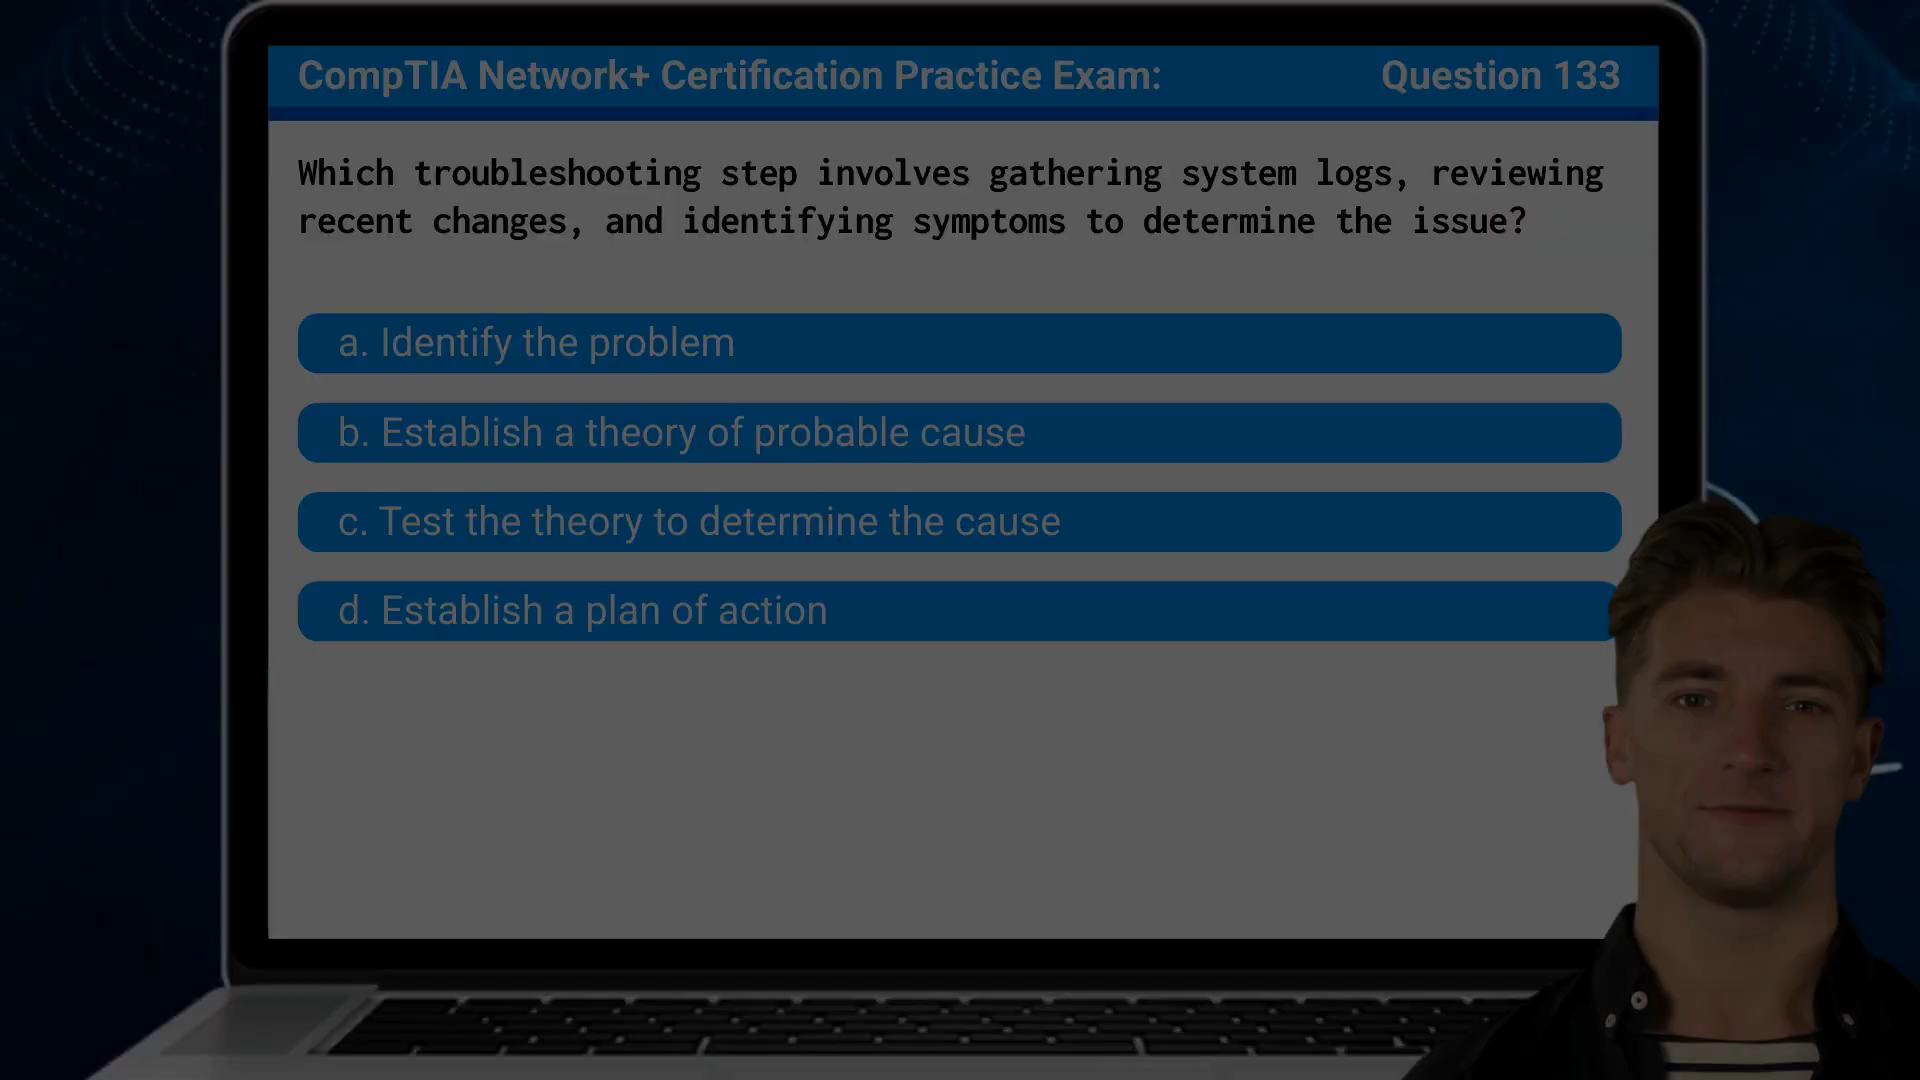 CompTIA Network+ Certification Practice Exam: Question 133
Which troubleshooting step involves gathering system logs, reviewing
recent changes, and identifying symptoms to determine the issue?
a. Identify the problem
b. Establish a theory of probable cause
c. Test the theory to determine the cause
d. Establish a plan of action